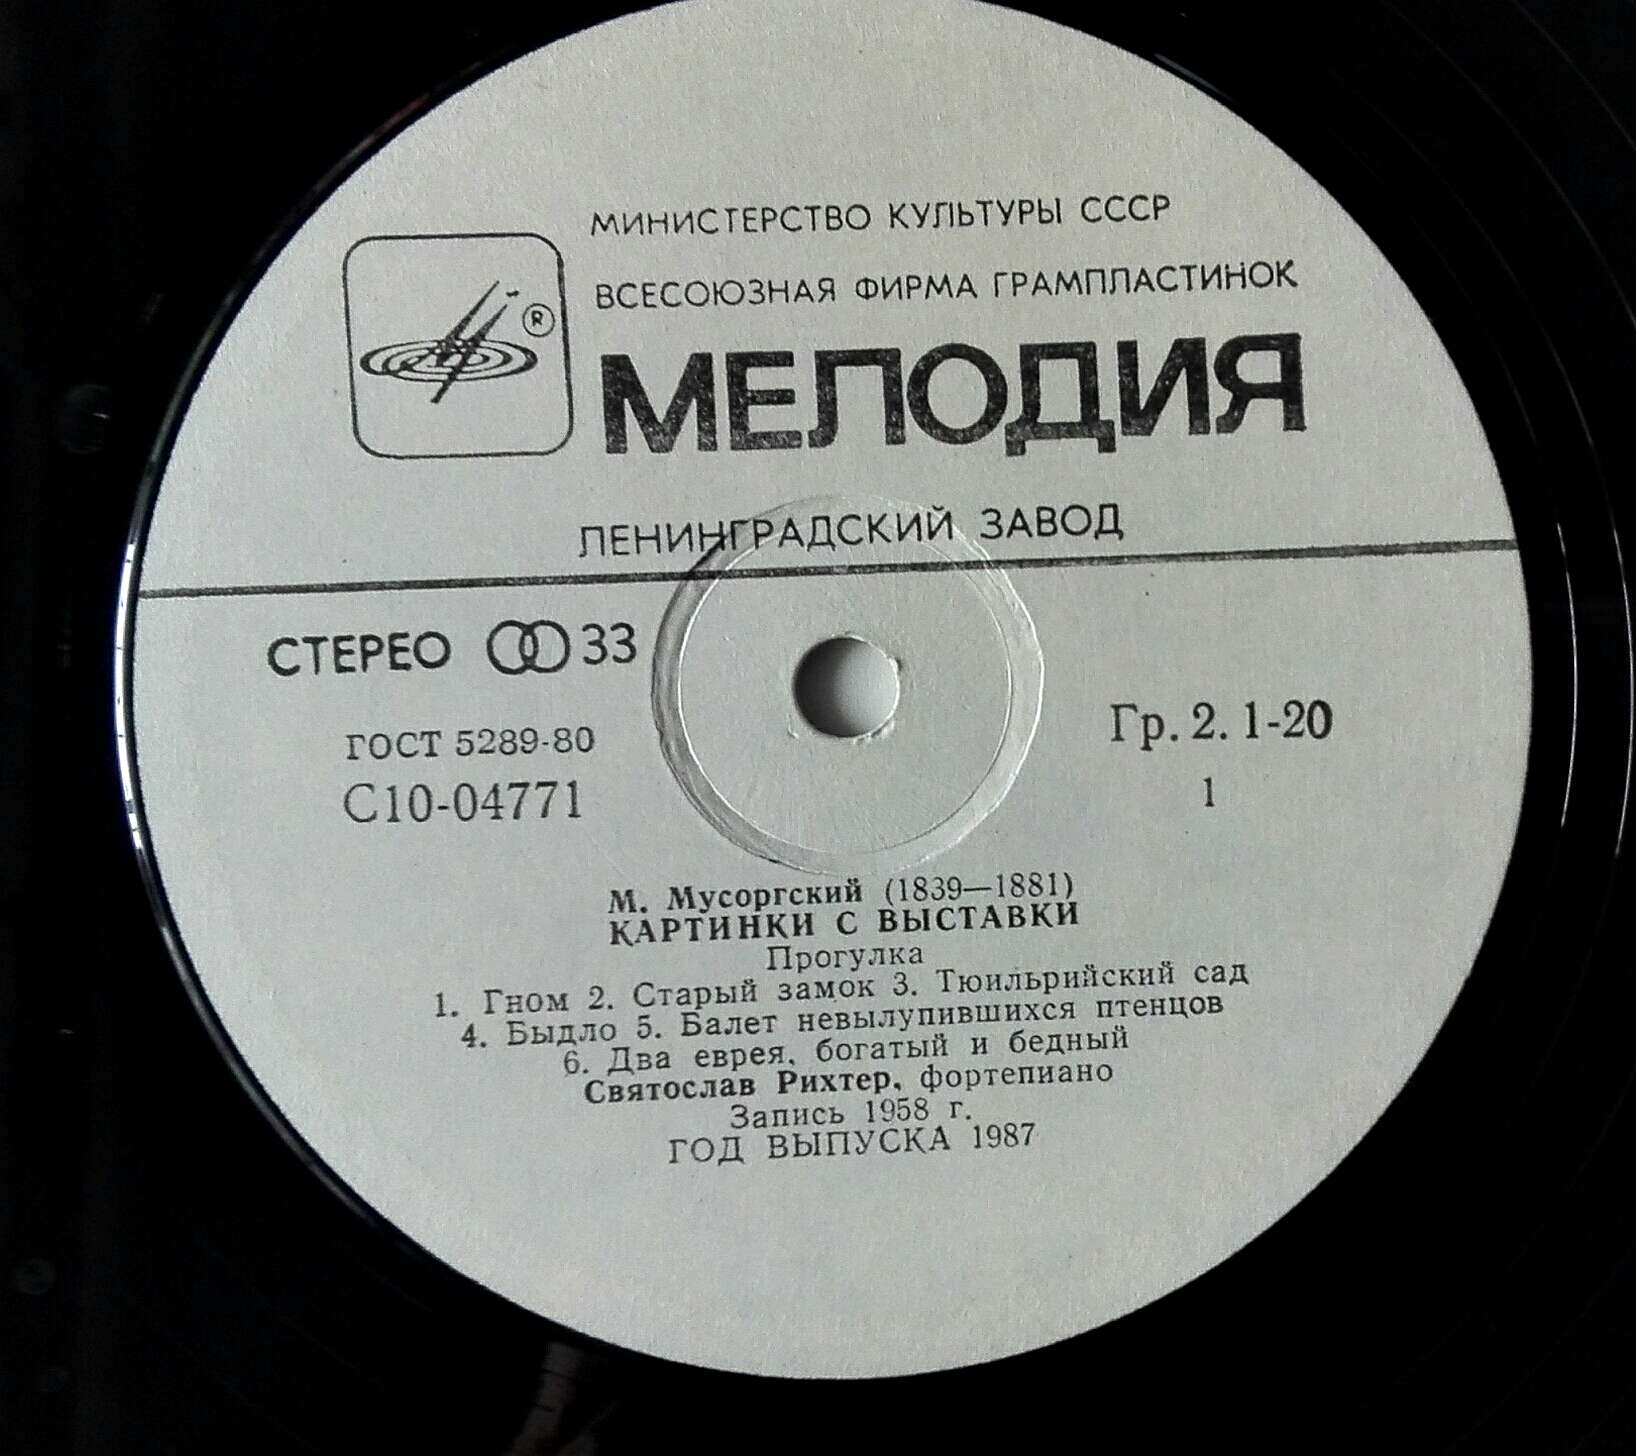 МИНИСТЕРСТВО КУЛЬТУРЫ СССР
ВСЕСОЮЗНАЯ ФИРМА ГРАМПЛАСТИНОК
®
МЕЛОДИЯ
ЛЕНИНГРАДСКИЙ ЗАВОД
СТЕРЕО 33
ГОСТ 5289-80
Гр. 2. 1-20
С10-04771
1
М. Мусоргский (1839—1881)
КАРТИНКИ С ВЫСТАВКИ
Прогулка
1. Гном 2. Старый замок 3. Тюильрийский сад
4. Быдло 5. Балет невылупившихся птенцов
6. Два еврея, богатый и бедный
Святослав Рихтер, фортепиано
Запись 1958 г.
ГОД ВЫПУСКА 1987